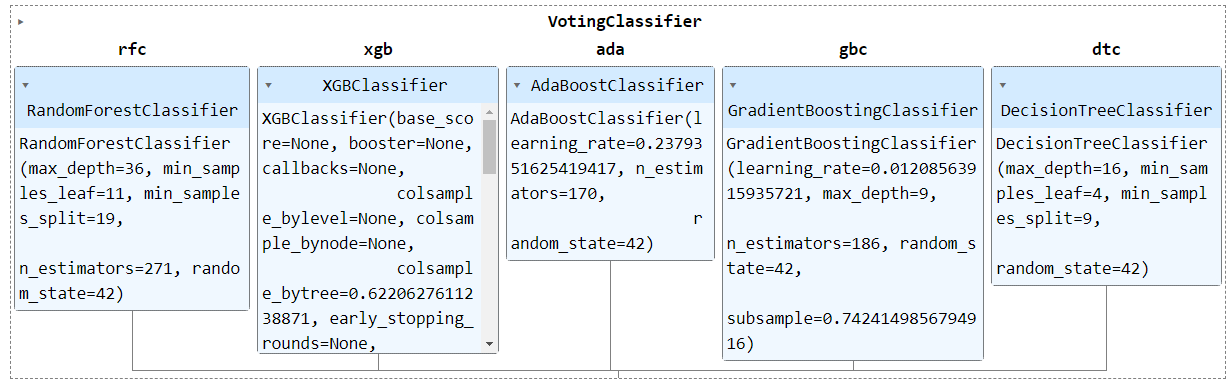 VotingClassifier
rfc
xgb
ada
gbc
dtc
RandomForestClassifier
RandomForestClassifier
(max_depth=36, min_sam
ples_leaf=11, min_sample
s_split=19,
n_estimators=271, rando
m_state=42)
XGBClassifier
XGBClassifier(base_sco
re=None, booster=None,
callbacks=None,
colsampl
e_bylevel=None, colsam
ple_bynode=None,
colsampl
e_bytree=0.62206276112
38871, early_stopping_
rounds=None,
AdaBoostClassifier
AdaBoostClassifier(l
earning_rate=0.23793
51625419417, n_estim
ators=170,
r
andom_state=42)
GradientBoostingClassifier
GradientBoostingClassifier
(learning_rate=0.012085639
15935721, max_depth=9,
n_estimators=186, random_s
tate=42,
subsample=0.74241498567949
16)
DecisionTreeClassifier
DecisionTreeClassifier
(max_depth=16, min_sam
ples_leaf=4, min_sampl
es_split=9,
random_state=42)